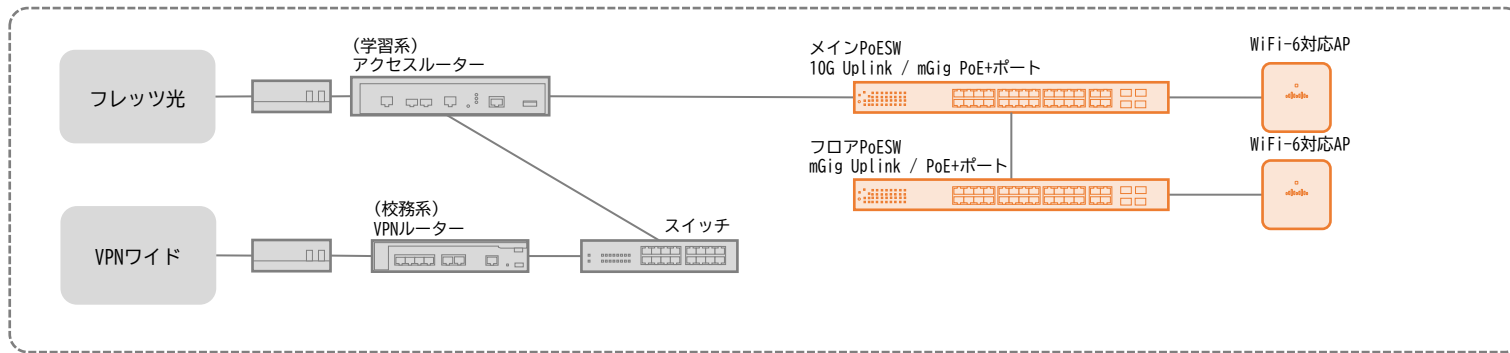 (学習系)
アクセスルーター
メインPoESW
10G Uplink / mGig PoE+ポート
WiFi-6対応AP
フレッツ光
フロアPoESW
mGig Uplink / PoE+ポート
WiFi-6対応AP
(校務系)
VPNルーター
スイッチ
VPNワイド